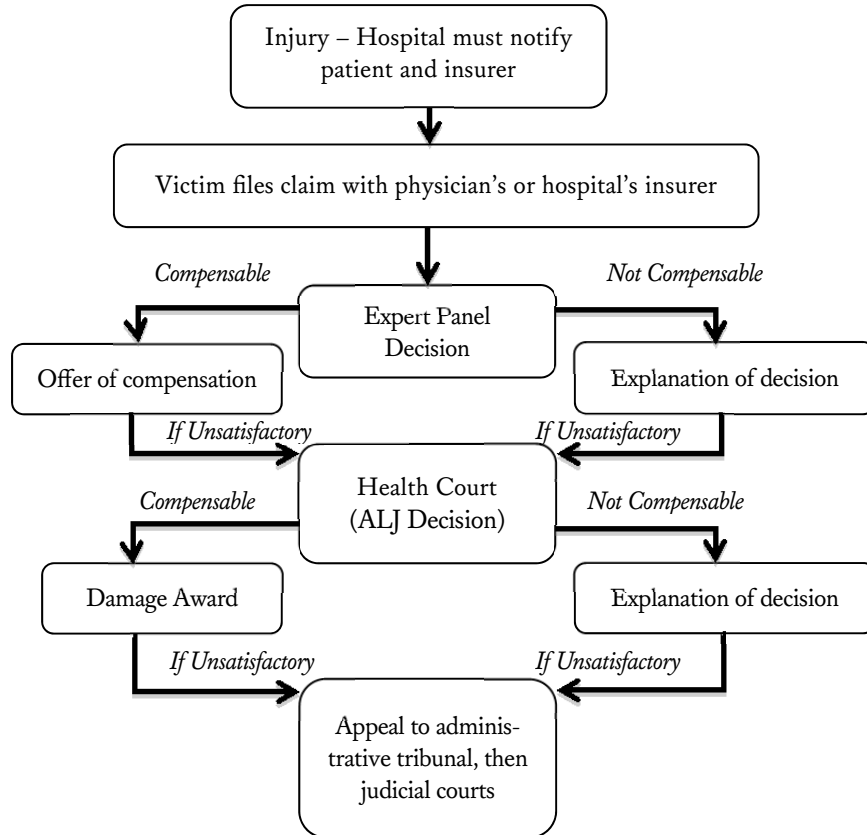 Injury – Hospital must notify
patient and insurer
Victim files claim with physician’s or hospital’s insurer
Compensable
Not Compensable
Expert Panel
Decision
Offer of compensation
Explanation of decision
If Unsatisfactory
If Unsatisfactory
Health Court
(ALJ Decision)
Compensable
Not Compensable
Damage Award
Explanation of decision
If Unsatisfactory
If Unsatisfactory
Appeal to adminis-
trative tribunal, then
judicial courts